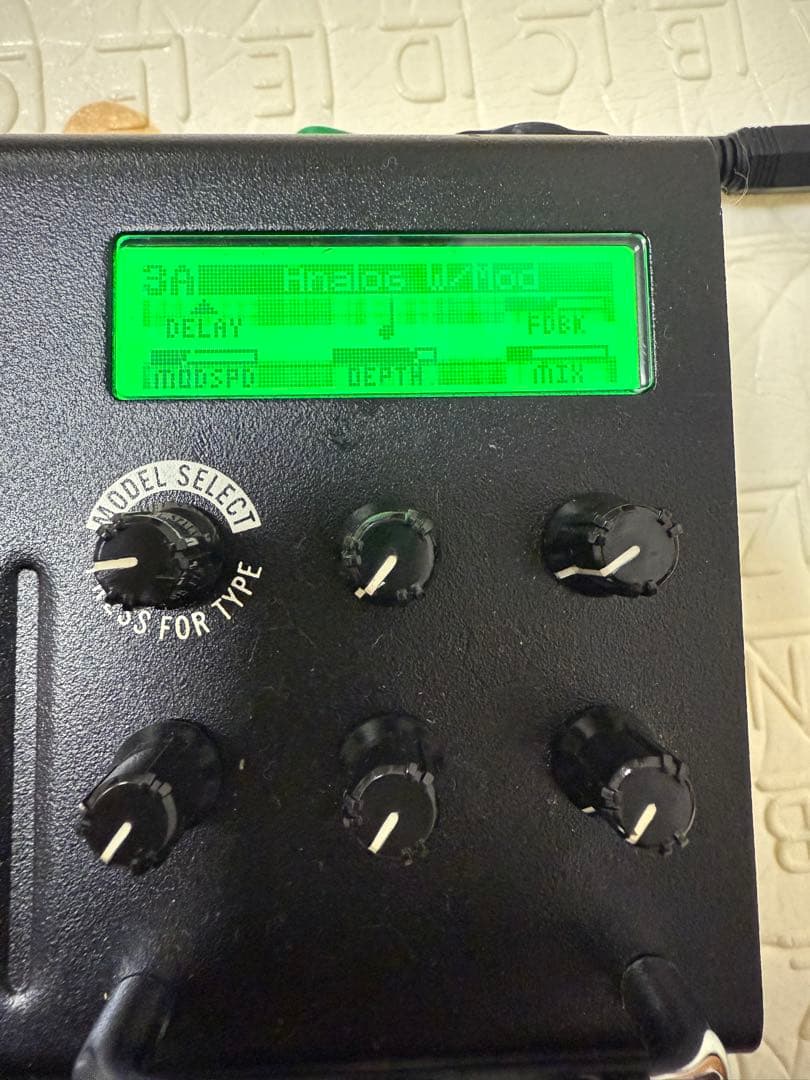 B C D E F
3A Analog w/Mod
DELAY FDBK
MODSPD DEPTH MIX
MODEL SELECT
FOR TYPE
N
B